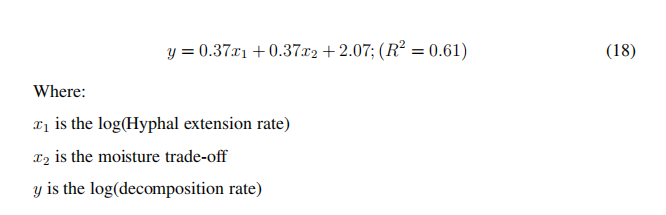 y = 0.37x₁ + 0.37x₂ + 2.07; (R² = 0.61) (18)
Where:
x₁ is the log(Hyphal extension rate)
x₂ is the moisture trade-off
y is the log(decomposition rate)